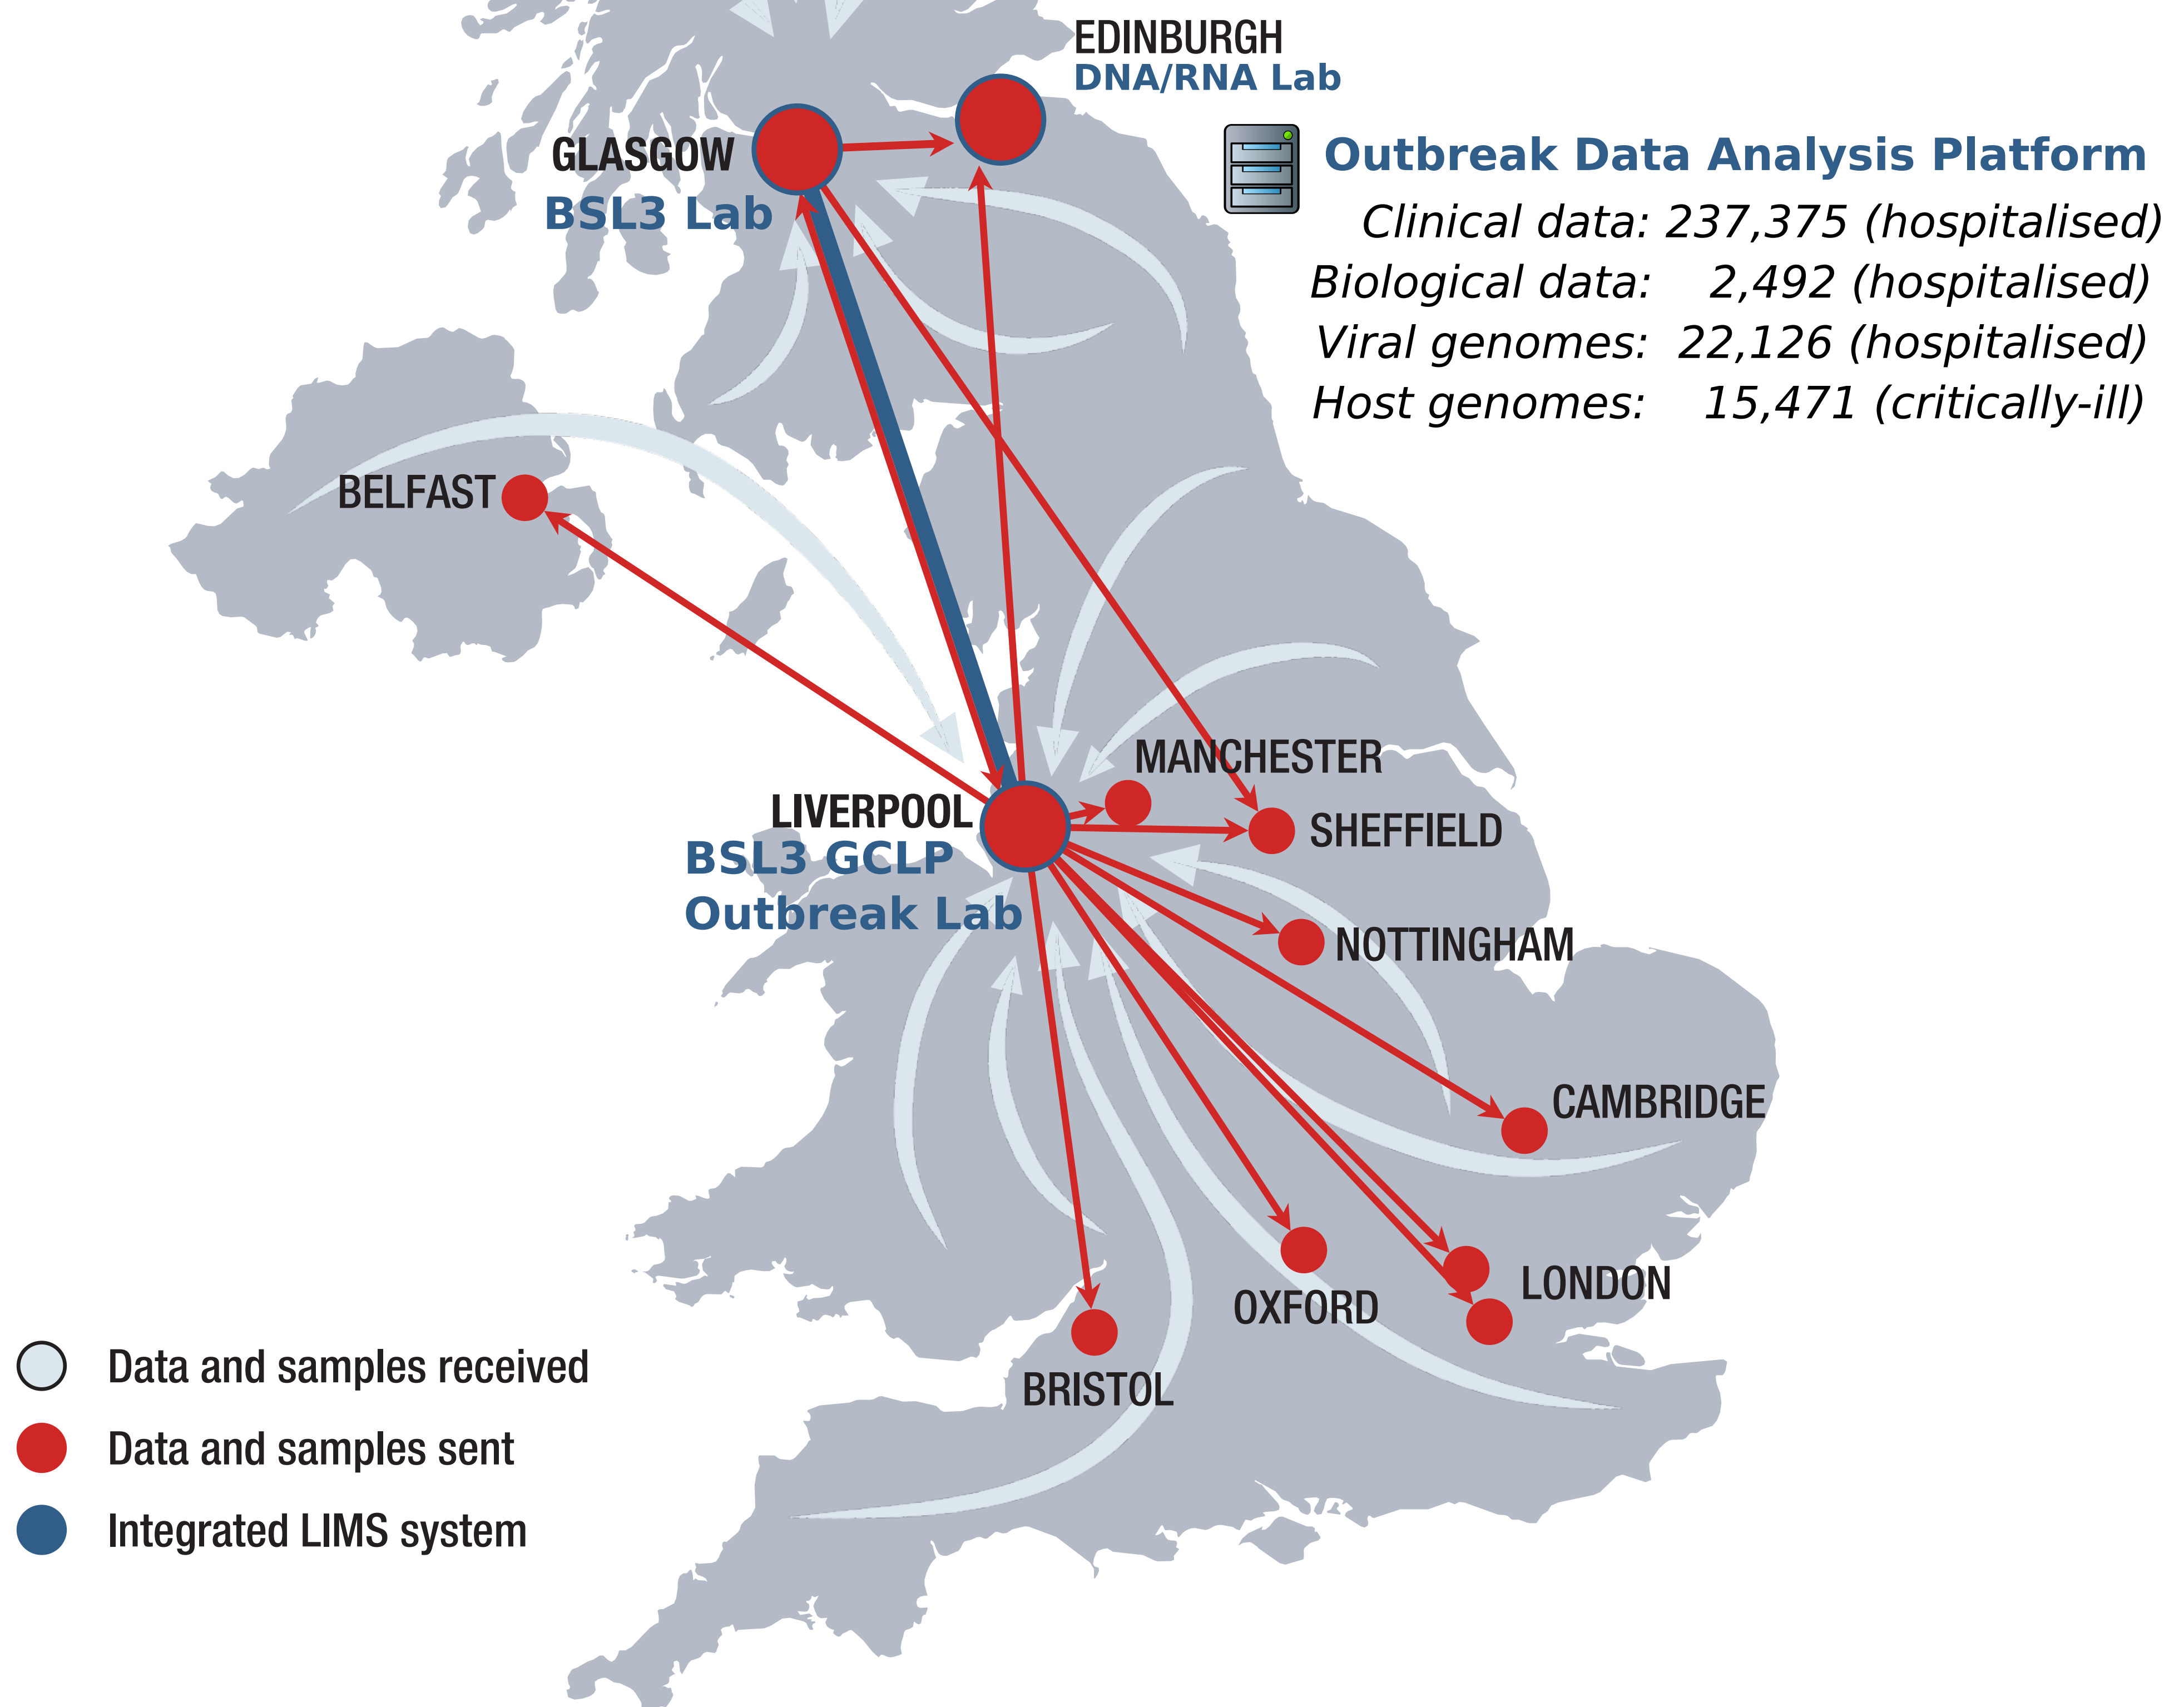 EDINBURGH
DNA/RNA Lab
GLASGOW
BSL3 Lab
Outbreak Data Analysis Platform
Clinical data: 237,375 (hospitalised)
Biological data: 2,492 (hospitalised)
Viral genomes: 22,126 (hospitalised)
Host genomes: 15,471 (critically-ill)
BELFAST
MANCHESTER
LIVERPOOL
BSL3 GCLP
Outbreak Lab
SHEFFIELD
NOTTINGHAM
CAMBRIDGE
LONDON
OXFORD
BRISTOL
Data and samples received
Data and samples sent
Integrated LIMS system